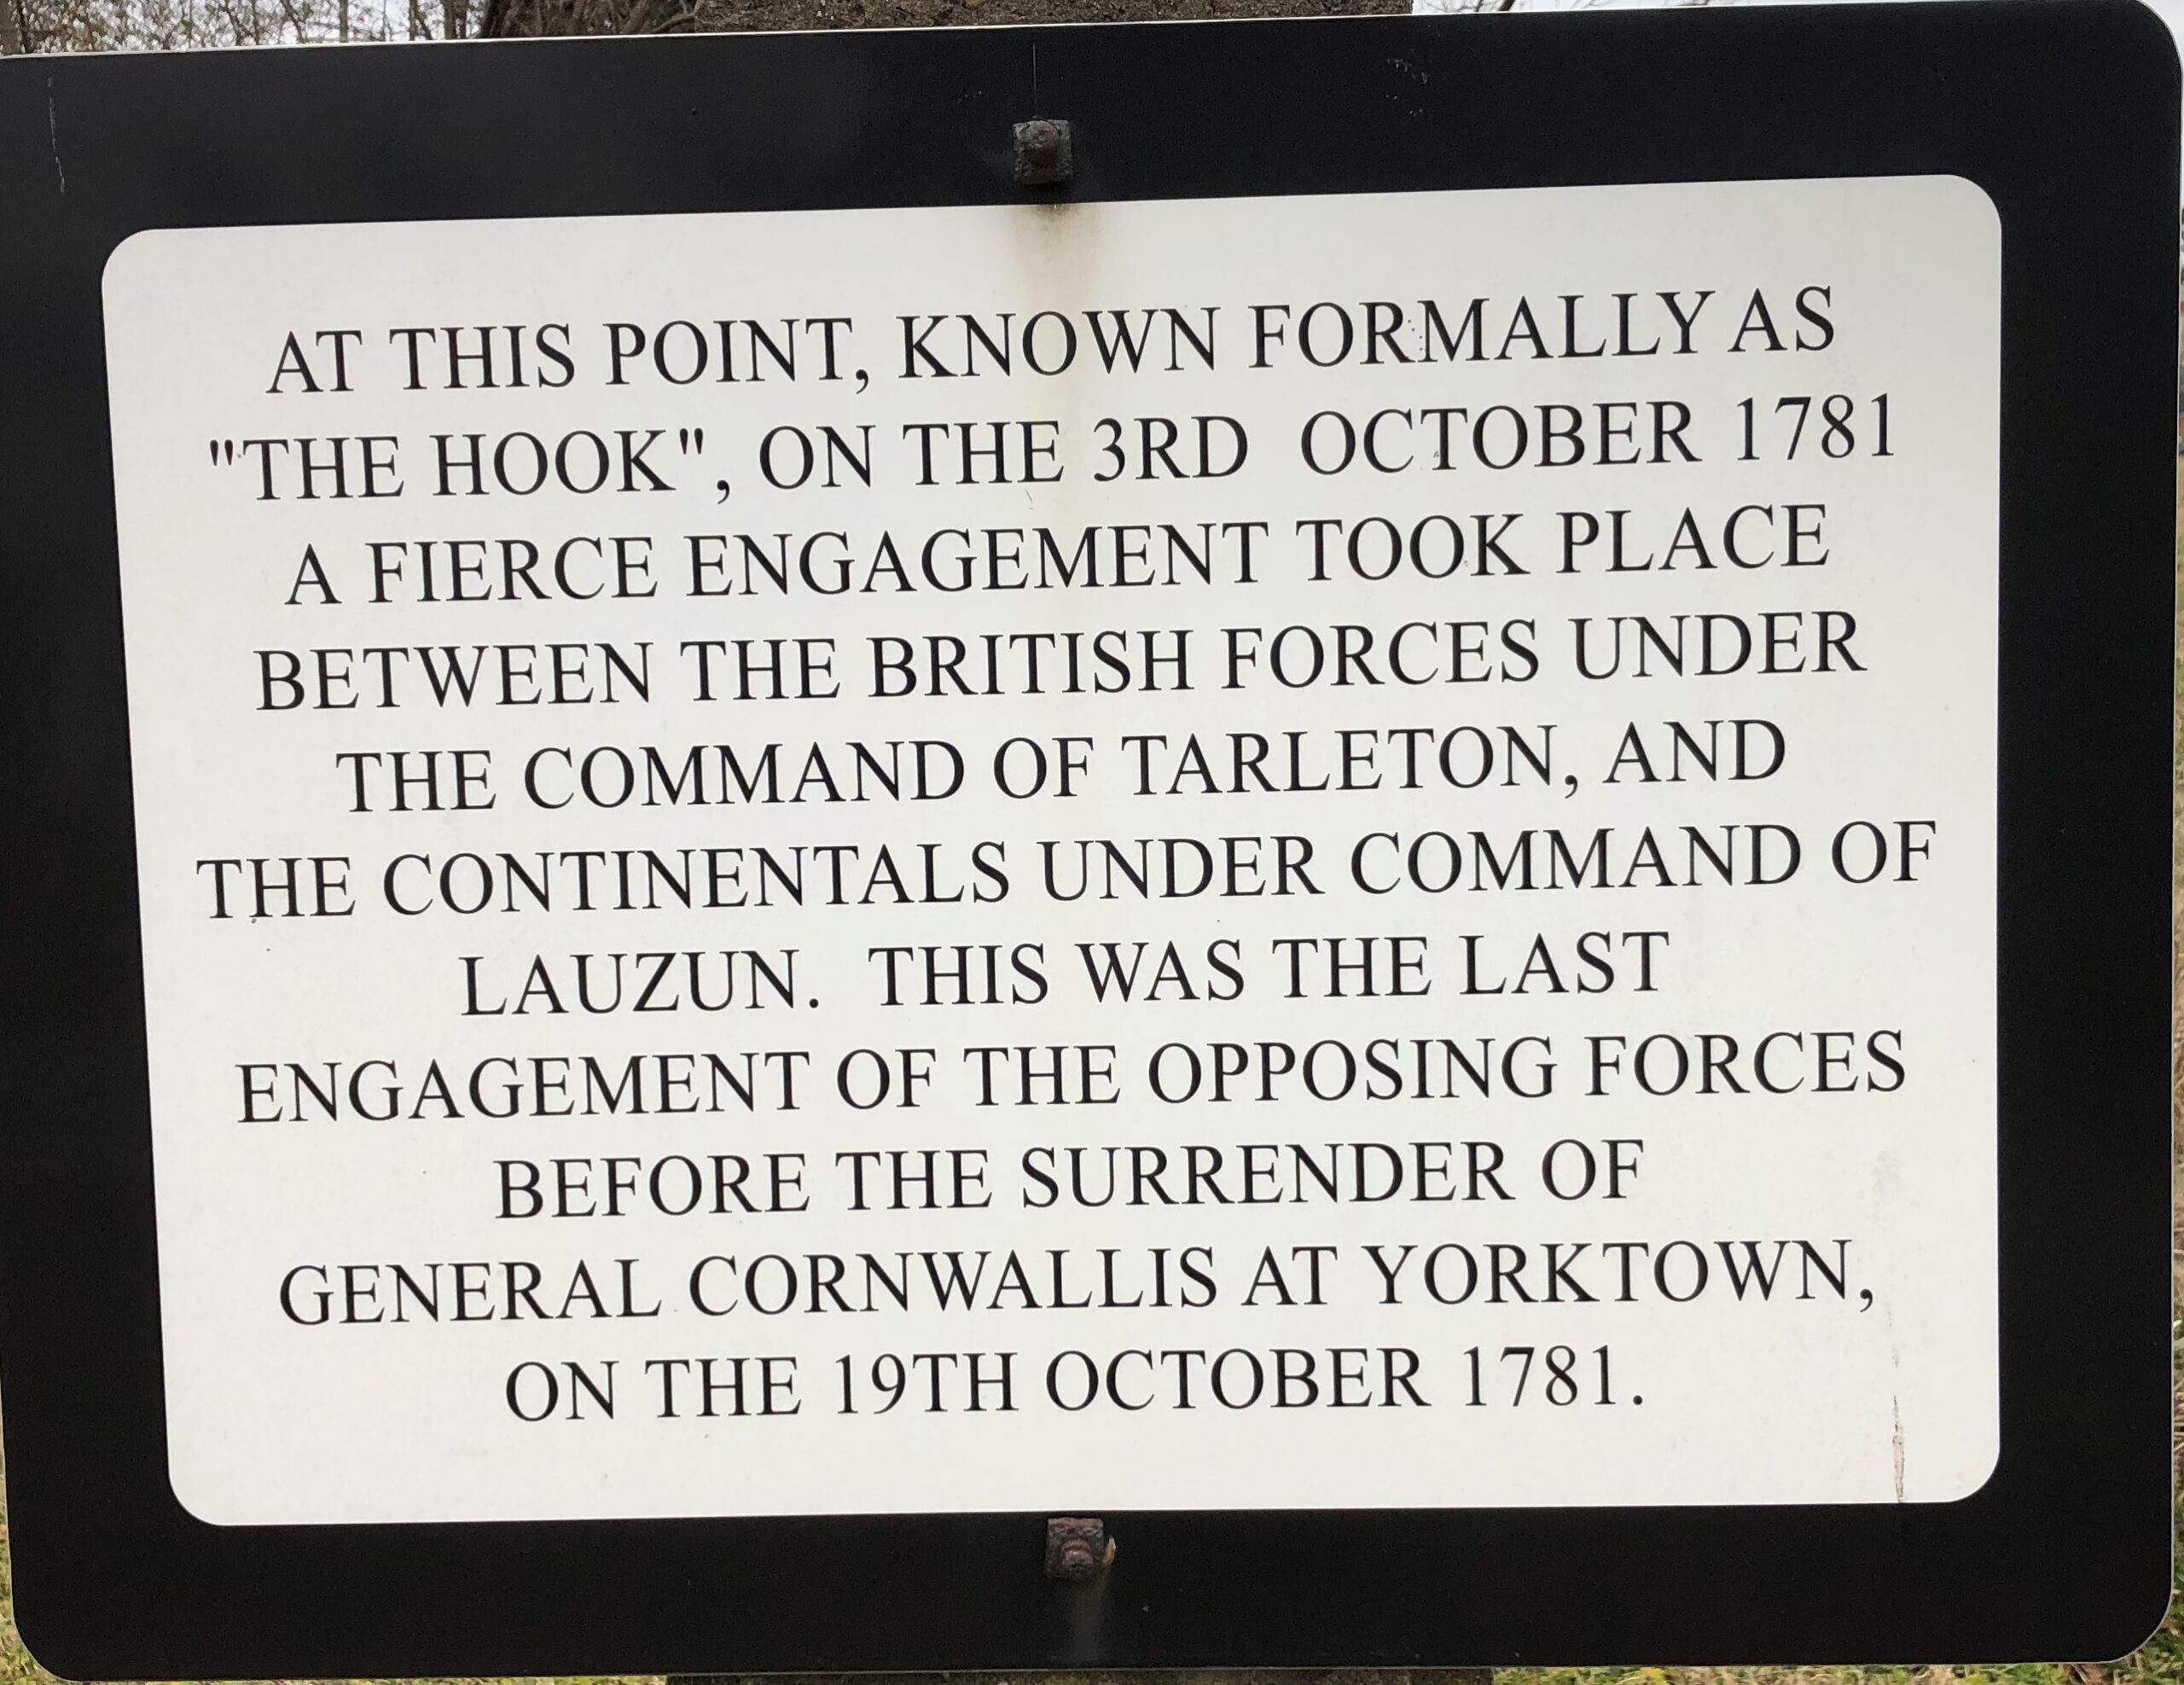 AT THIS POINT, KNOWN FORMALLY AS
"THE HOOK", ON THE 3RD  OCTOBER 1781
A FIERCE ENGAGEMENT TOOK PLACE
BETWEEN THE BRITISH FORCES UNDER
THE COMMAND OF TARLETON, AND
THE CONTINENTALS UNDER COMMAND OF
LAUZUN.  THIS WAS THE LAST
ENGAGEMENT OF THE OPPOSING FORCES
BEFORE THE SURRENDER OF
GENERAL CORNWALLIS AT YORKTOWN,
ON THE 19TH OCTOBER 1781.